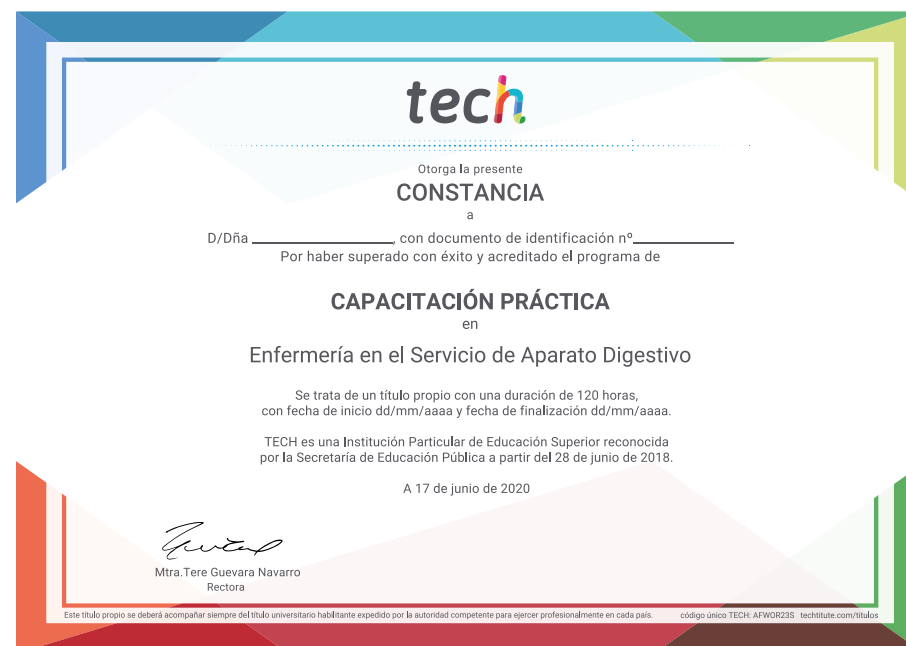 tech
Otorga la presente
CONSTANCIA
a
D/Dña ____________________, con documento de identificación nº______________
Por haber superado con éxito y acreditado el programa de
CAPACITACIÓN PRÁCTICA
en
Enfermería en el Servicio de Aparato Digestivo
Se trata de un título propio con una duración de 120 horas,
con fecha de inicio dd/mm/aaaa y fecha de finalización dd/mm/aaaa.
TECH es una Institución Particular de Educación Superior reconocida
por la Secretaría de Educación Pública a partir del 28 de junio de 2018.
A 17 de junio de 2020
Mtra.Tere Guevara Navarro
Rectora
Este título propio se deberá acompañar siempre del título universitario habilitante expedido por la autoridad competente para ejercer profesionalmente en cada país. código único TECH: AFWOR23S techtitute.com/titulos